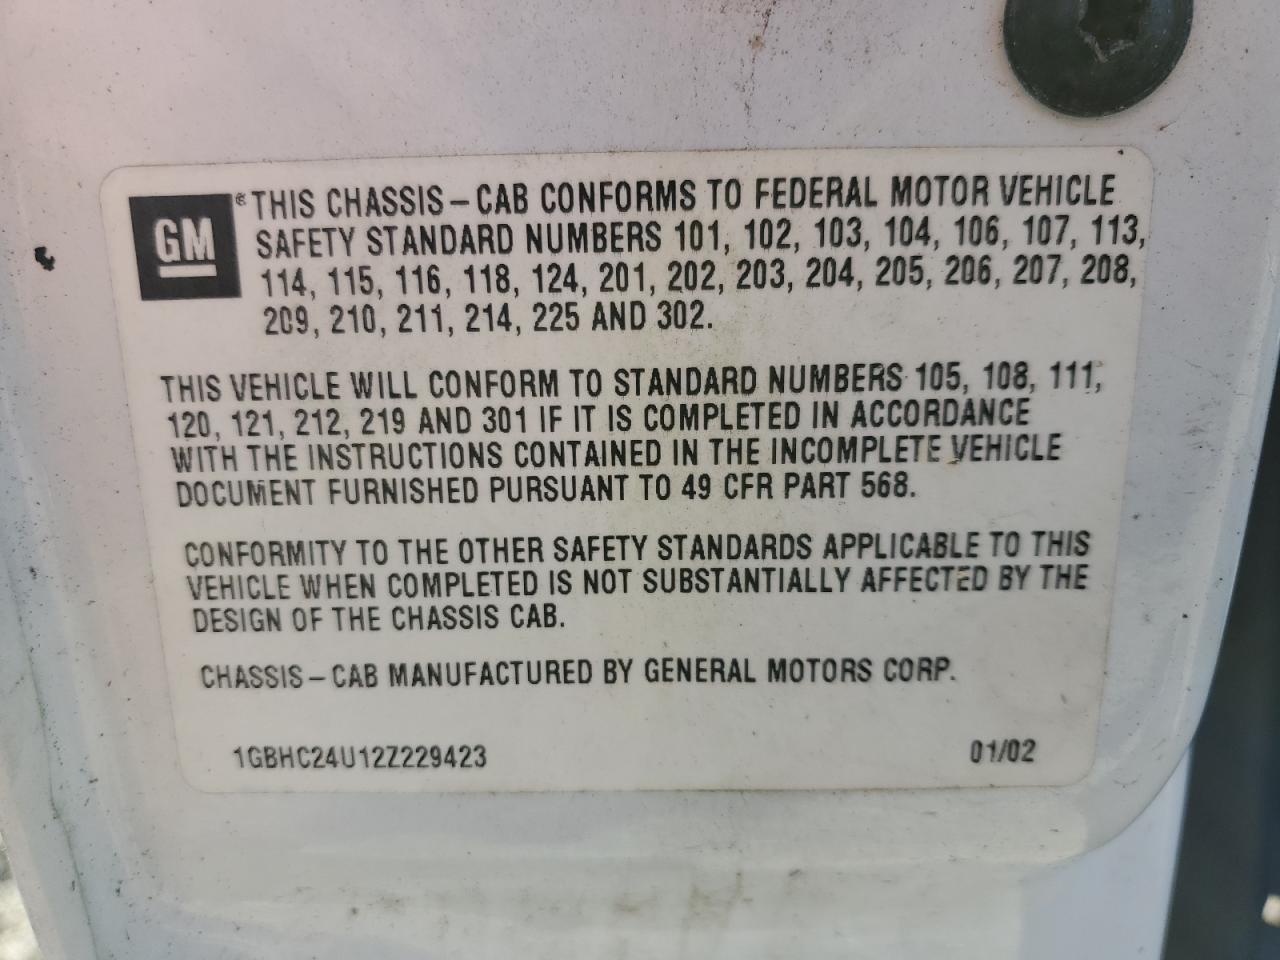 GM ® THIS CHASSIS-CAB CONFORMS TO FEDERAL MOTOR VEHICLE
SAFETY STANDARD NUMBERS 101, 102, 103, 104, 106, 107, 113,
114, 115, 116, 118, 124, 201, 202, 203, 204, 205, 206, 207, 208,
209, 210, 211, 214, 225 AND 302.
THIS VEHICLE WILL CONFORM TO STANDARD NUMBERS 105, 108, 111,
120, 121, 212, 219 AND 301 IF IT IS COMPLETED IN ACCORDANCE
WITH THE INSTRUCTIONS CONTAINED IN THE INCOMPLETE VEHICLE
DOCUMENT FURNISHED PURSUANT TO 49 CFR PART 568.
CONFORMITY TO THE OTHER SAFETY STANDARDS APPLICABLE TO THIS
VEHICLE WHEN COMPLETED IS NOT SUBSTANTIALLY AFFECTED BY THE
DESIGN OF THE CHASSIS CAB.
CHASSIS-CAB MANUFACTURED BY GENERAL MOTORS CORP.
1GBHC24U12Z229423 01/02